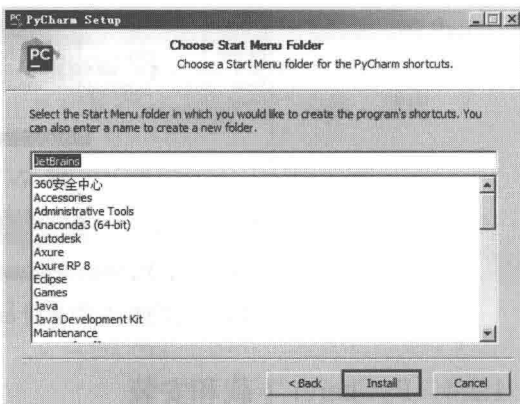 PyCharm Setup
PC
Choose Start Menu Folder
Choose a Start Menu folder for the PyCharm shortcuts.
Select the Start Menu folder in which you would like to create the program's shortcuts. You
can also enter a name to create a new folder.
JetBrains
360安全中心
Accessories
Administrative Tools
Anaconda3 (64-bit)
Autodesk
Axure
Axure RP 8
Eclipse
Games
Java
Java Development Kit
Maintenance
< Back
Install
Cancel